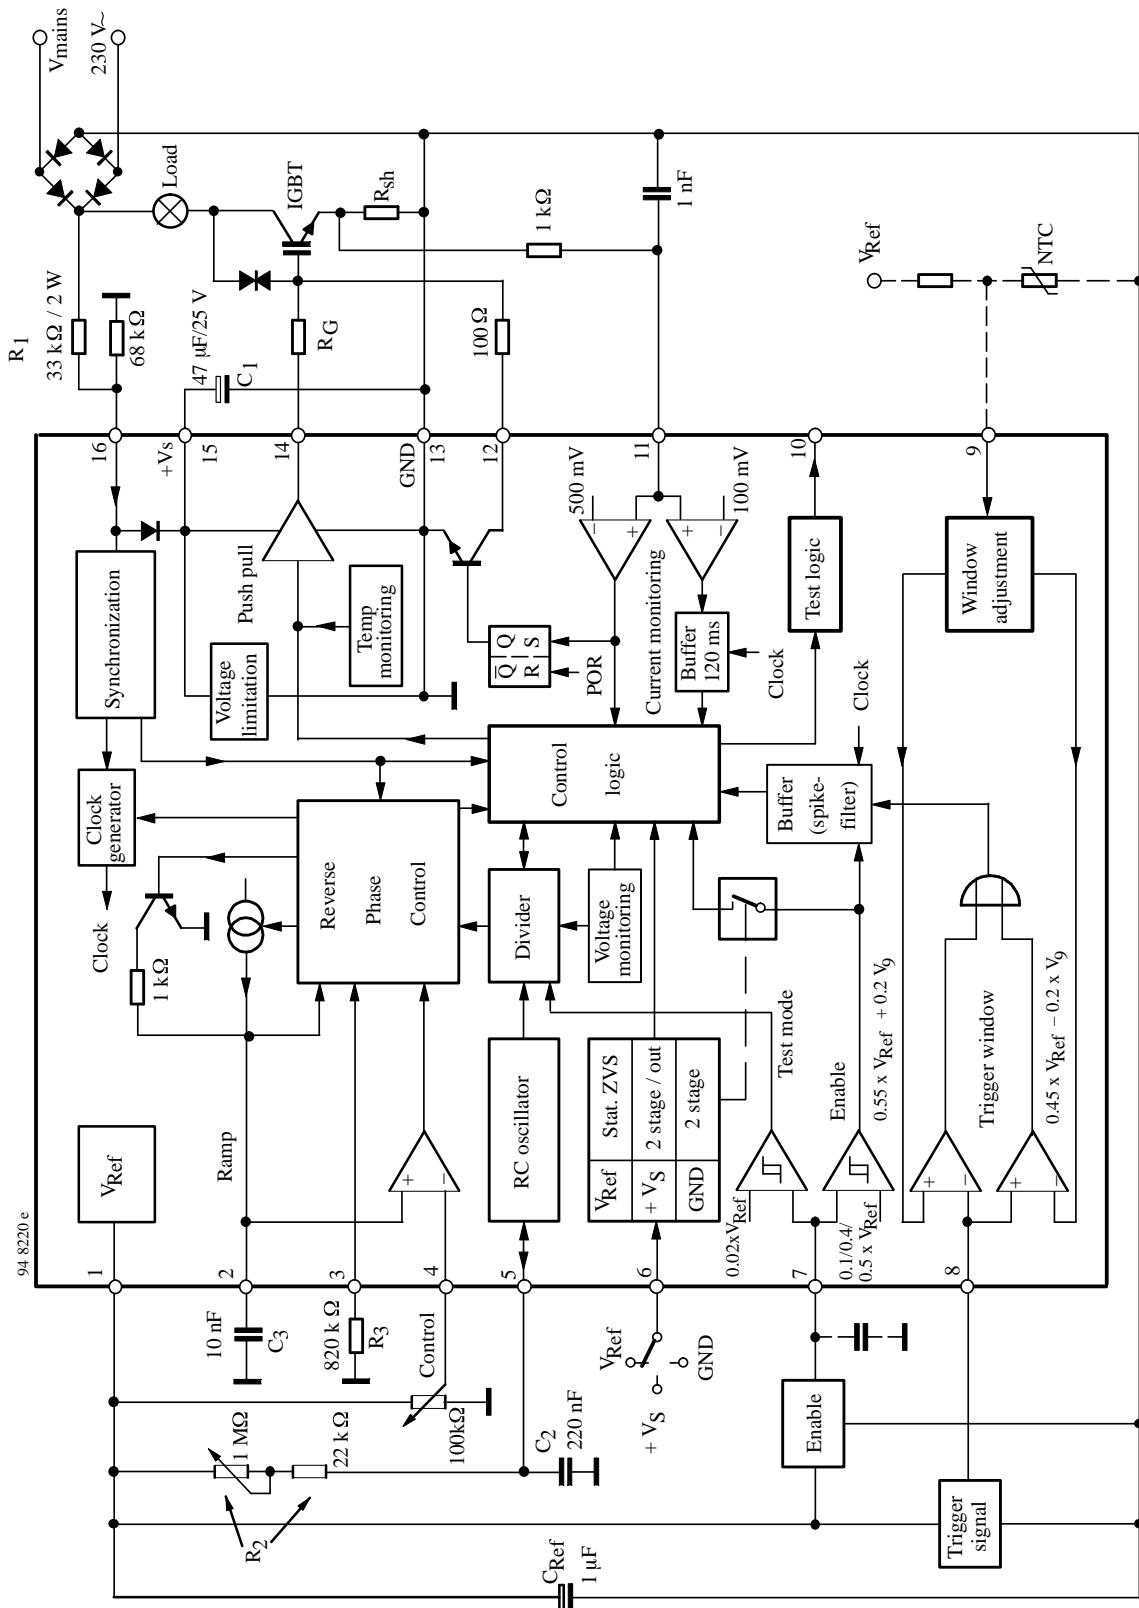 94 8220 e
Vmains
230 V~
R1
33 kΩ / 2 W
68 kΩ
Load
47 μF/25 V
C1
IGBT
RG
Rsh
100 Ω
1 kΩ
1 nF
VRef
NTC
16
+Vs
15
14
GND
13
12
11
10
9
Synchronization
Push pull
Voltage
limitation
Temp
monitoring
Q̅
Q
R
S
POR
500 mV
100 mV
Current monitoring
Buffer
120 ms
Clock
Test logic
Window
adjustment
Clock
generator
Clock
1 kΩ
Reverse
Phase
Control
Control
logic
Divider
Voltage
monitoring
Buffer
(spike-
filter)
Clock
VRef
Ramp
+
–
RC oscillator
VRef
Stat. ZVS
+ VS
2 stage / out
GND
2 stage
Test mode
Enable
0.02xVRef
0.1/0.4/
0.5 x VRef
0.55 x VRef + 0.2 V9
Trigger window
0.45 x VRef – 0.2 x V9
1
2
3
4
5
6
7
8
10 nF
C3
820 k Ω
R3
Control
100kΩ
1 MΩ
22 k Ω
R2
C2
220 nF
VRef
+ VS
GND
Enable
Trigger
signal
CRef
1 μF